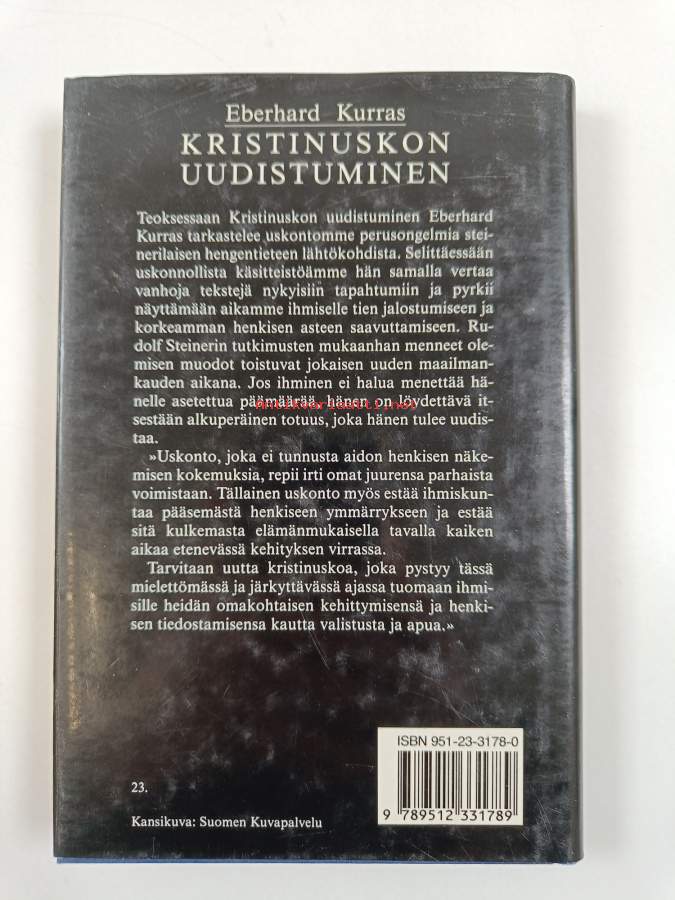 Eberhard Kurras
KRISTINUSKON
UUDISTUMINEN
Teoksessaan Kristinuskon uudistuminen Eberhard
Kurras tarkastelee uskontomme perusongelmia stei-
nerilaisen hengentieteen lähtökohdista. Selittäessään
uskonnollista käsitteistöämme hän samalla vertaa
vanhoja tekstejä nykyisiin tapahtumiin ja pyrkii
näyttämään aikamme ihmiselle tien jalostumiseen ja
korkeamman henkisen asteen saavuttamiseen. Ru-
dolf Steinerin tutkimusten mukaanhan menneet ole-
misen muodot toistuvat jokaisen uuden maailman-
kauden aikana. Jos ihminen ei halua menettää hä-
nelle asetettua päämäärää, hänen on löydettävä it-
antikvariaatti.net
sestään alkuperäinen totuus, joka hänen tulee uudis-
taa.
»Uskonto, joka ei tunnusta aidon henkisen näke-
misen kokemuksia, repii irti omat juurensa parhaista
voimistaan. Tällainen uskonto myös estää ihmiskun-
taa pääsemästä henkiseen ymmärrykseen ja estää
sitä kulkemasta elämänmukaisella tavalla kaiken
aikaa etenevässä kehityksen virrassa.
Tarvitaan uutta kristinuskoa, joka pystyy tässä
mielettömässä ja järkyttävässä ajassa tuomaan ihmi-
sille heidän omakohtaisen kehittymisensä ja henki-
sen tiedostamisensa kautta valistusta ja apua.»
ISBN 951-23-3178-0
9 789512 331789
23.
Kansikuva: Suomen Kuvapalvelu